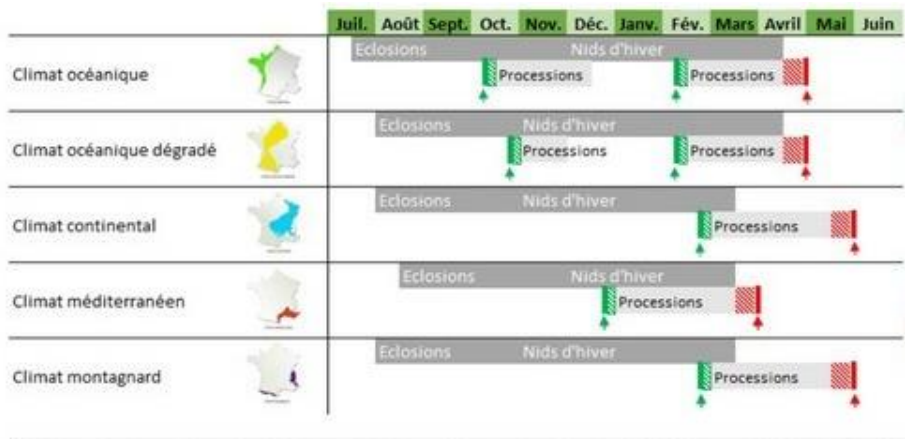 Juil. Août Sept. Oct. Nov. Déc. Janv. Fév. Mars Avril Mai Juin
Eclosions Nids d'hiver
Climat océanique
Processions Processions
Eclosions Nids d'hiver
Climat océanique dégradé
Processions Processions
Eclosions Nids d'hiver
Climat continental
Processions
Eclosions Nids d'hiver
Climat méditerranéen
Processions
Eclosions Nids d'hiver
Climat montagnard
Processions